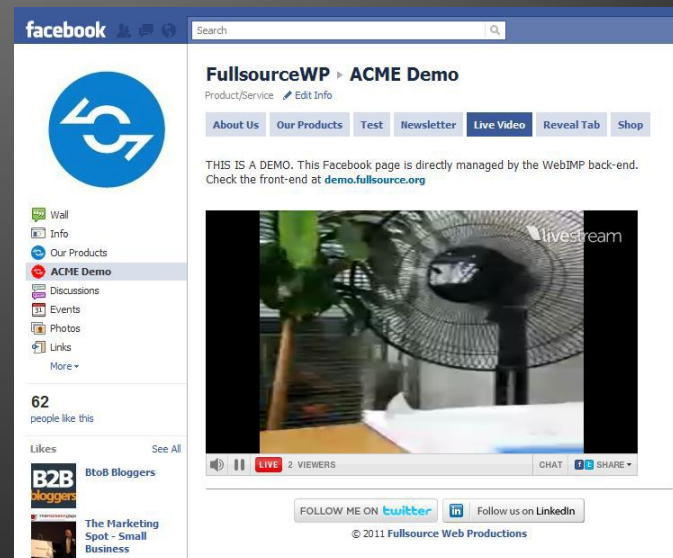 facebook
Search
FullsourceWP ▸ ACME Demo
Product/Service Edit Info
About Us Our Products Test Newsletter Live Video Reveal Tab Shop
THIS IS A DEMO. This Facebook page is directly managed by the WebIMP back-end.
Check the front-end at demo.fullsource.org
Wall
Info
Our Products
ACME Demo
Discussions
31
Events
Photos
Links
More
62
people like this
Likes See All
B2B
bloggers
BtoB Bloggers
The Marketing
Spot - Small
Business
livestream
LIVE 2 VIEWERS CHAT SHARE
FOLLOW ME ON twitter
in Follow us on LinkedIn
© 2011 Fullsource Web Productions